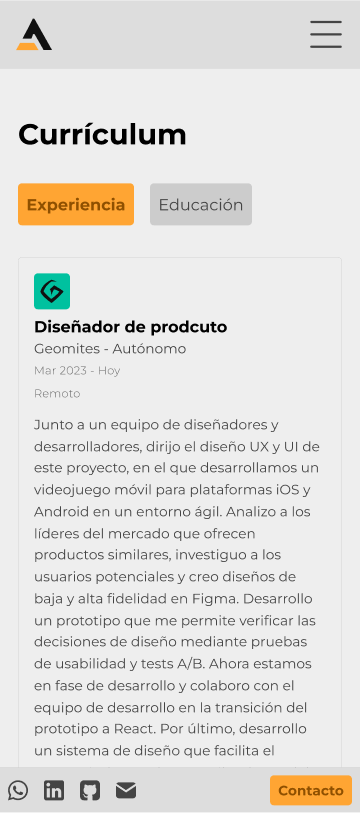 Currículum
Experiencia
Educación
Diseñador de prodcuto
Geomites - Autónomo
Mar 2023 - Hoy
Remoto
Junto a un equipo de diseñadores y
desarrolladores, dirijo el diseño UX y UI de
este proyecto, en el que desarrollamos un
videojuego móvil para plataformas iOS y
Android en un entorno ágil. Analizo a los
líderes del mercado que ofrecen
productos similares, investiguo a los
usuarios potenciales y creo diseños de
baja y alta fidelidad en Figma. Desarrollo
un prototipo que me permite verificar las
decisiones de diseño mediante pruebas
de usabilidad y tests A/B. Ahora estamos
en fase de desarrollo y colaboro con el
equipo de desarrollo en la transición del
prototipo a React. Por último, desarrollo
un sistema de diseño que facilita el
Contacto